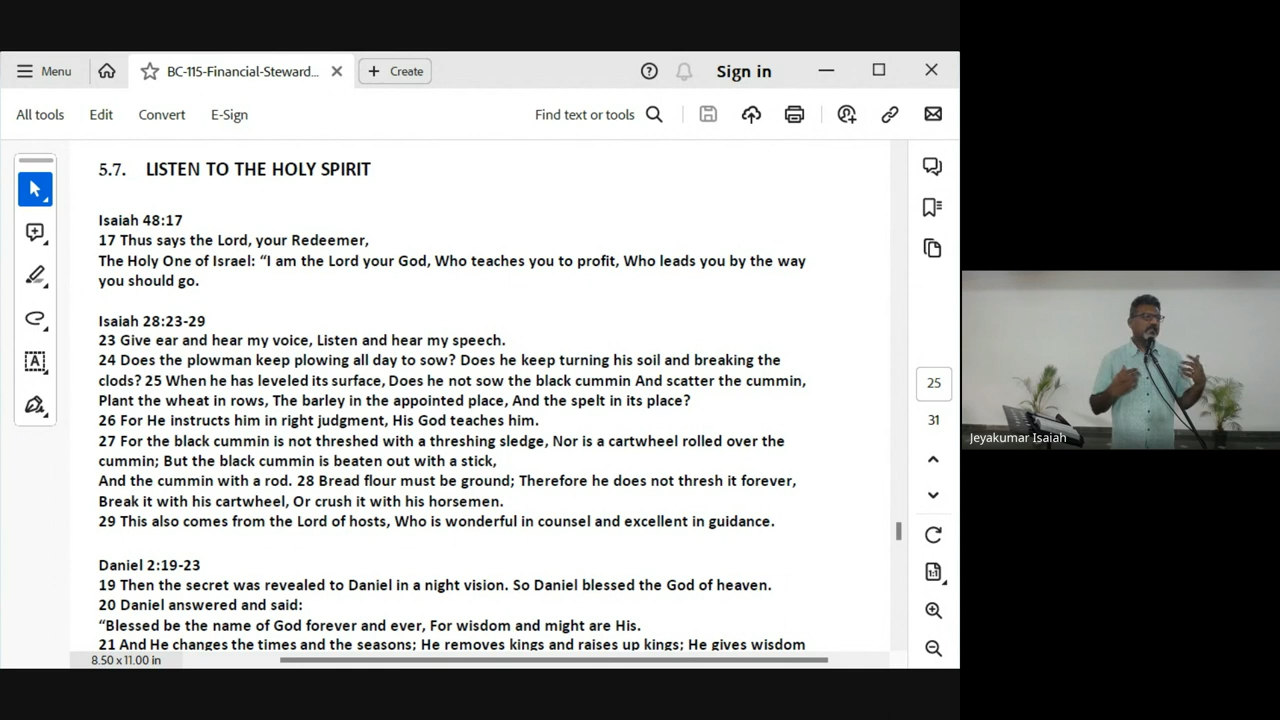 Menu
BC-115-Financial-Steward...
Create
Sign in
All tools
Edit
Convert
E-Sign
Find text or tools
5.7. LISTEN TO THE HOLY SPIRIT
Isaiah 48:17
17 Thus says the Lord, your Redeemer,
The Holy One of Israel: “I am the Lord your God, Who teaches you to profit, Who leads you by the way
you should go.
Isaiah 28:23-29
23 Give ear and hear my voice, Listen and hear my speech.
24 Does the plowman keep plowing all day to sow? Does he keep turning his soil and breaking the
clods? 25 When he has leveled its surface, Does he not sow the black cummin And scatter the cummin,
Plant the wheat in rows, The barley in the appointed place, And the spelt in its place?
26 For He instructs him in right judgment, His God teaches him.
27 For the black cummin is not threshed with a threshing sledge, Nor is a cartwheel rolled over the
cummin; But the black cummin is beaten out with a stick,
And the cummin with a rod. 28 Bread flour must be ground; Therefore he does not thresh it forever,
Break it with his cartwheel, Or crush it with his horsemen.
29 This also comes from the Lord of hosts, Who is wonderful in counsel and excellent in guidance.
Daniel 2:19-23
19 Then the secret was revealed to Daniel in a night vision. So Daniel blessed the God of heaven.
20 Daniel answered and said:
“Blessed be the name of God forever and ever, For wisdom and might are His.
21 And He changes the times and the seasons; He removes kings and raises up kings; He gives wisdom
8.50 x 11.00 in
25
31
1:1
Jeyakumar Isaiah